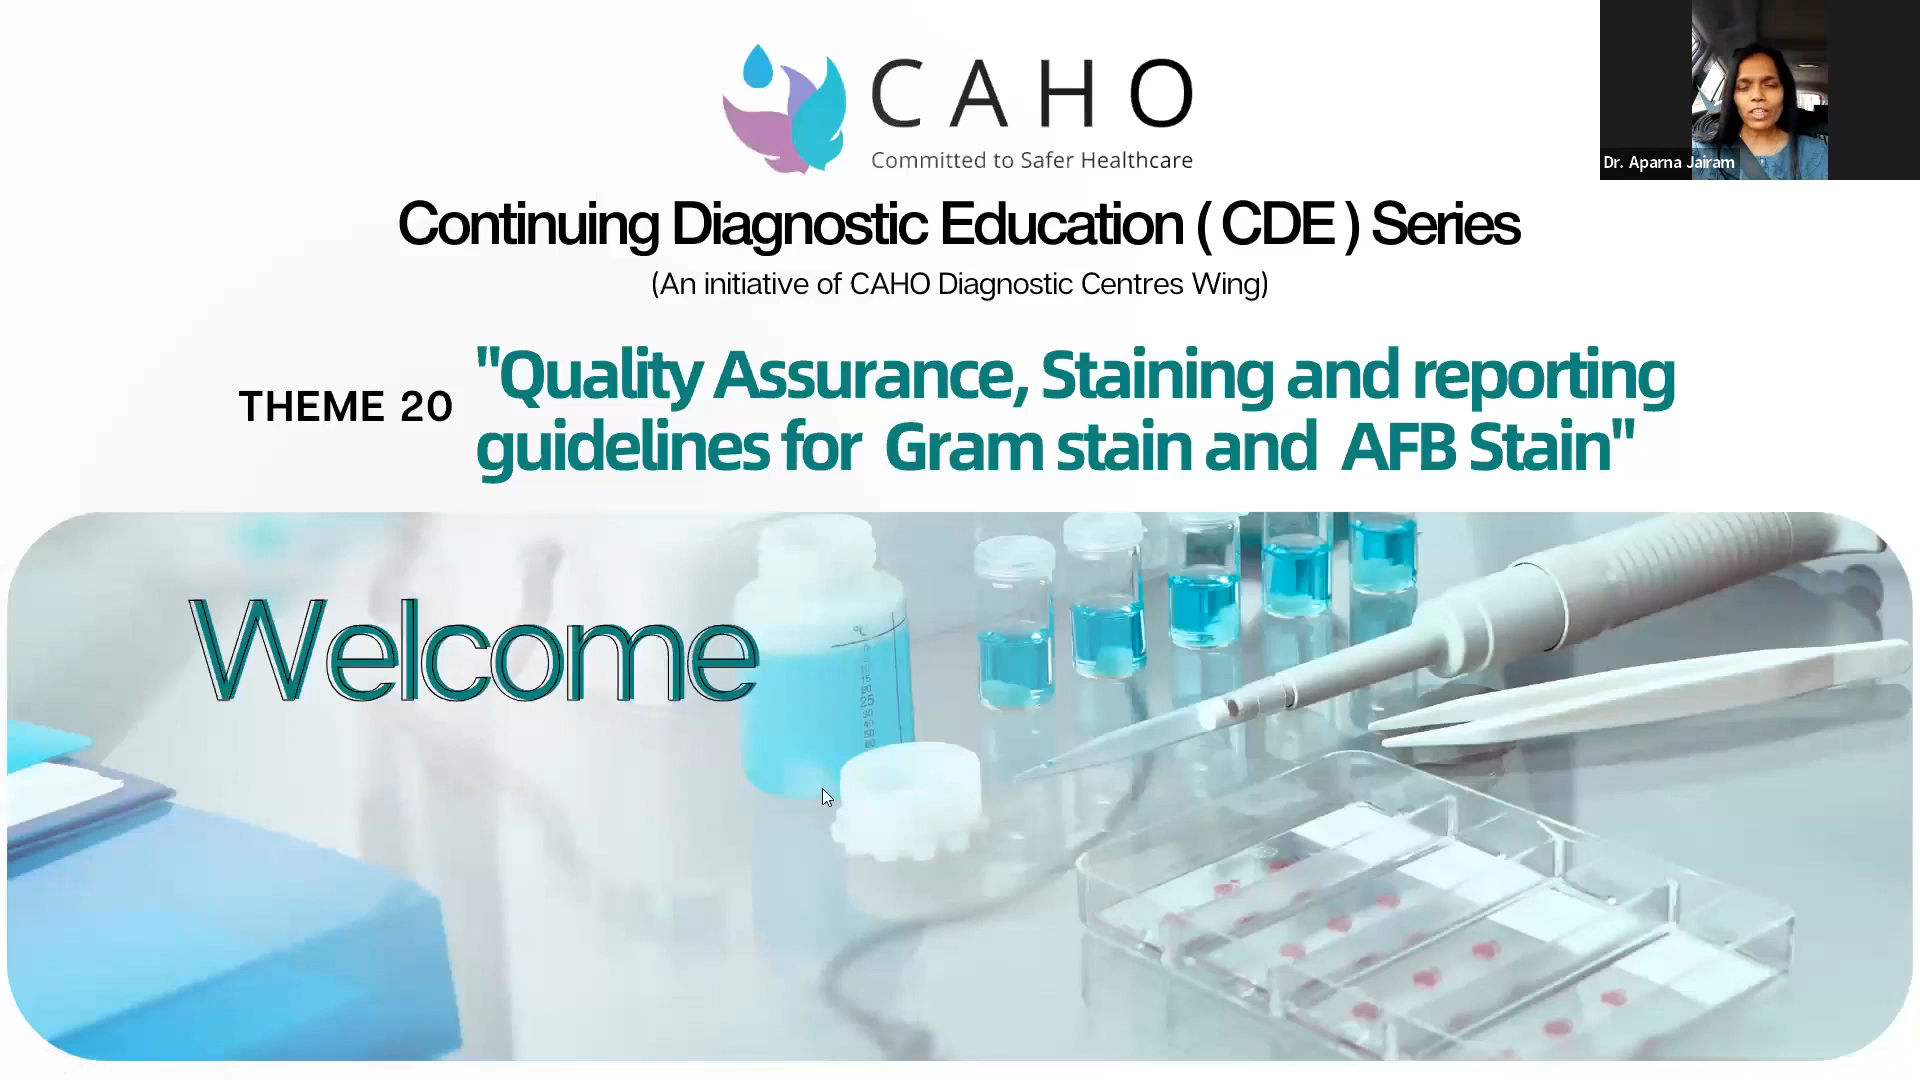 CAHO
Committed to Safer Healthcare
Dr. Aparna Jairam
Continuing Diagnostic Education ( CDE ) Series
(An initiative of CAHO Diagnostic Centres Wing)
THEME 20
"Quality Assurance, Staining and reporting
guidelines for Gram stain and AFB Stain"
Welcome
25